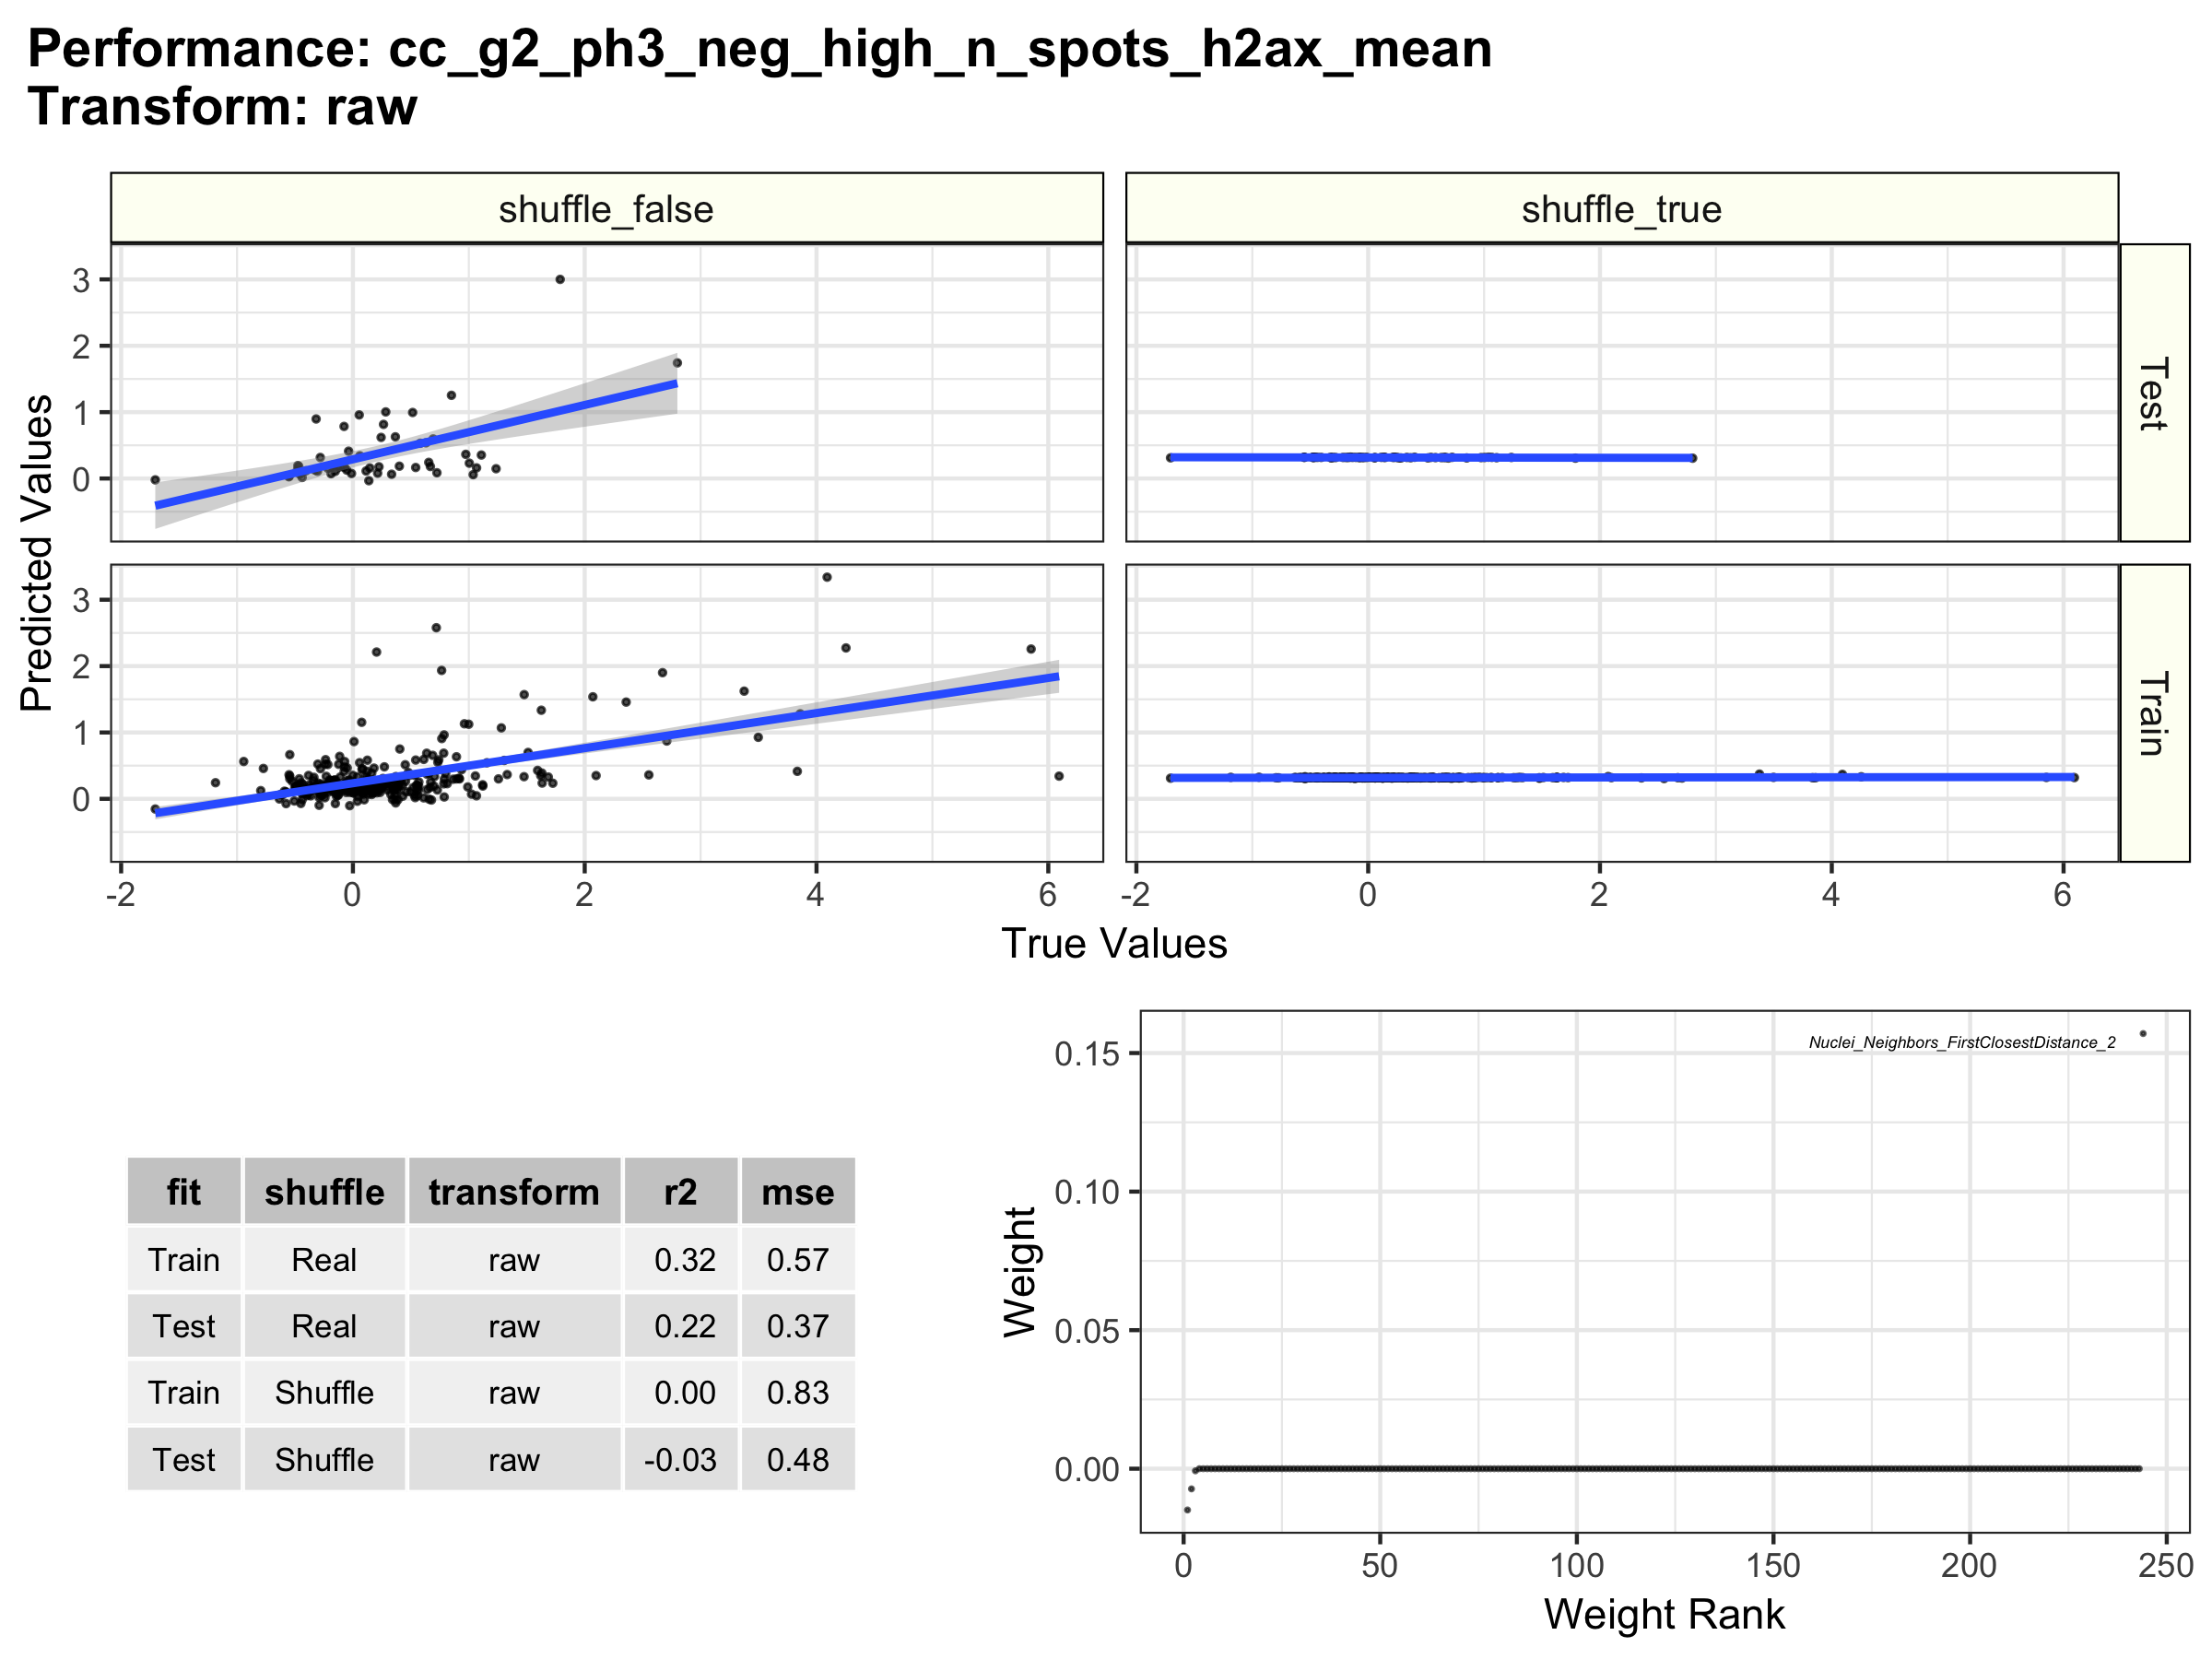 Performance: cc_g2_ph3_neg_high_n_spots_h2ax_mean
Transform: raw
shuffle_false
shuffle_true
3
2
1
0
Test
3
2
1
0
Train
Predicted Values
-2 0 2 4 6
-2 0 2 4 6
True Values
fit shuffle transform r2 mse
Train Real raw 0.32 0.57
Test Real raw 0.22 0.37
Train Shuffle raw 0.00 0.83
Test Shuffle raw -0.03 0.48
Nuclei_Neighbors_FirstClosestDistance_2
0.15
0.10
0.05
0.00
Weight
0 50 100 150 200 250
Weight Rank